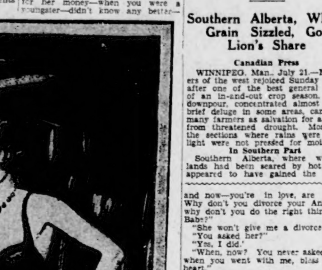 for her money—when you were a
youngster—didn't know any better—
Southern Alberta, Wh
Grain Sizzled, Go
Lion's Share
Canadian Press
WINNIPEG, Man., July 21.—
ers of the west rejoiced Sunday
after one of the best general
of an in-and-out crop season.
downpour, concentrated almost
brief deluge in some areas, ca
many farmers as salvation for a
from threatened drought. Mo
the sections where rains were
light were not pressed for mo
In Southern Part
Southern Alberta, where w
lands had been seared by hot
appeared to have gained the
and now—you're in love, are
Why don't you divorce your An
why don't you do the right thi
Babe?"
"She won't give me a divorce
"You asked her?"
"Yes, I did."
"When, now? You never aske
when you went with me, bless
heart."